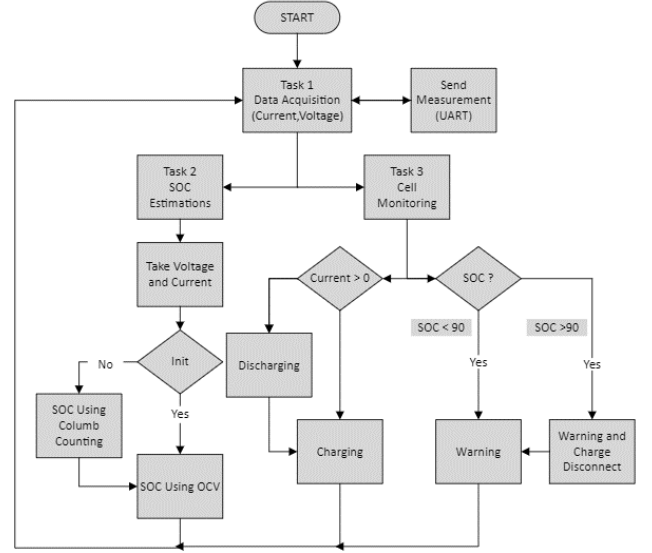 START
Task 1
Data Acquisition
(Current,Voltage)
Send
Measurement
(UART)
Task 2
SOC
Estimations
Task 3
Cell
Monitoring
Take Voltage
and Current
Current > 0
SOC ?
SOC < 90
SOC >90
Init
No
Discharging
Yes
Yes
SOC Using
Columb
Counting
Yes
Charging
Warning
Warning and
Charge
Disconnect
SOC Using OCV